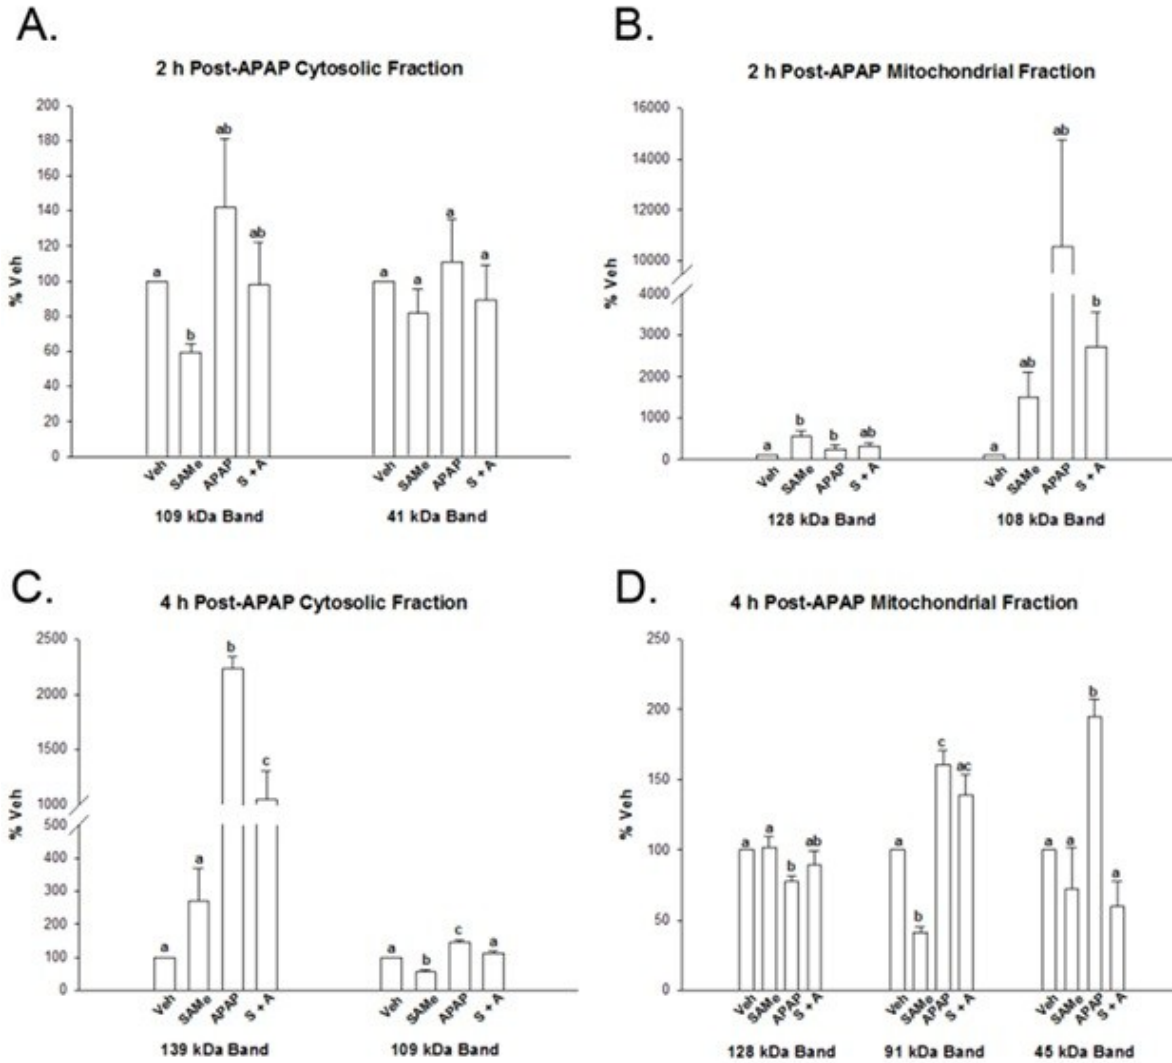 A.
2 h Post-APAP Cytosolic Fraction
% Veh
200
180
160
140
120
100
80
60
40
20
0
a
b
ab
ab
a
a
a
a
Veh SAMe APAP S + A Veh SAMe APAP S + A
109 kDa Band 41 kDa Band
B.
2 h Post-APAP Mitochondrial Fraction
% Veh
16000
14000
12000
10000
4000
3000
2000
1000
0
a
b
b
ab
a
ab
ab
b
Veh SAMe APAP S + A Veh SAMe APAP S + A
128 kDa Band 108 kDa Band
C.
4 h Post-APAP Cytosolic Fraction
% Veh
2500
2000
1500
1000
500
400
300
200
100
0
a
a
b
c
a
b
c
a
Veh SAMe APAP S + A Veh SAMe APAP S + A
139 kDa Band 109 kDa Band
D.
4 h Post-APAP Mitochondrial Fraction
% Veh
250
200
150
100
50
0
a
a
b
ab
a
b
c
ac
a
a
b
a
Veh SAMe APAP S + A Veh SAMe APAP S + A Veh SAMe APAP S + A
128 kDa Band 91 kDa Band 45 kDa Band